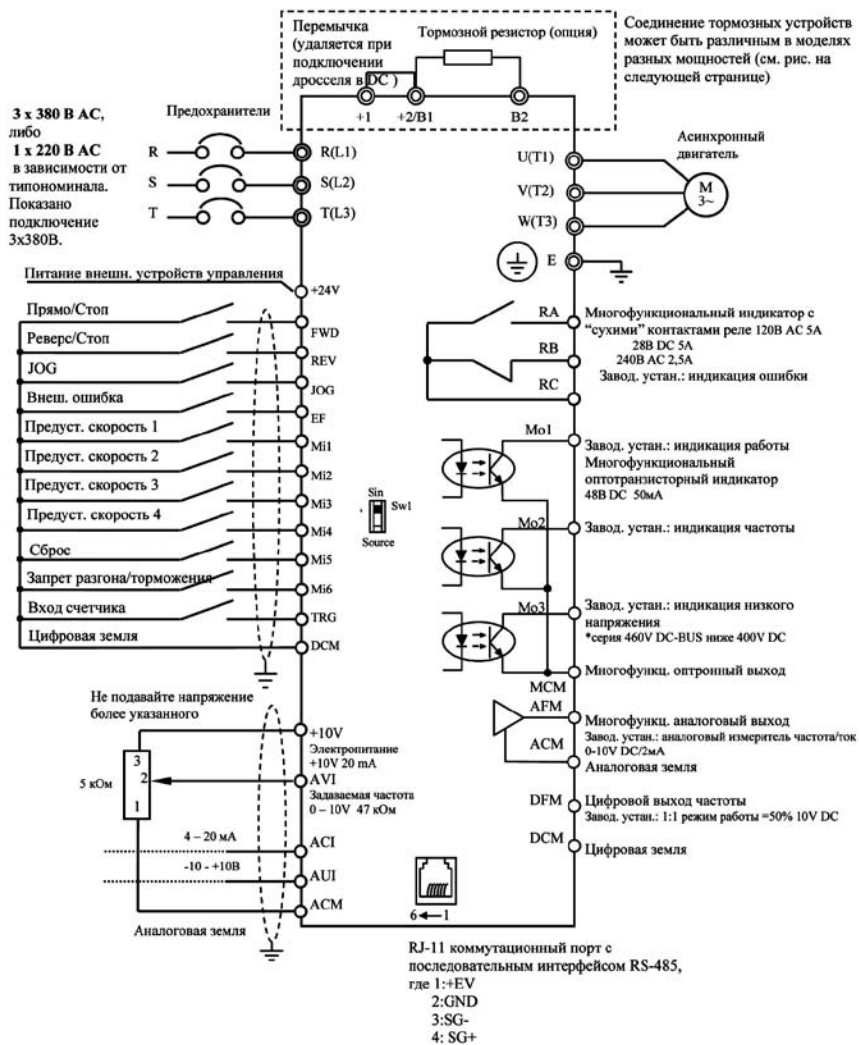 Перемычка
(удаляется при
подключении
дросселя в DC )
Тормозной резистор (опция)
Соединение тормозных устройств
может быть различным в моделях
разных мощностей (см. рис. на
следующей странице)
+1
+2/B1
B2
3 x 380 В AC,
либо
1 x 220 В AC
в зависимости от
типономинала.
Показано
подключение
3x380В.
Предохранители
R
R(L1)
S
S(L2)
T
T(L3)
Асинхронный
двигатель
U(T1)
V(T2)
W(T3)
M
3~
E
Питание внешн. устройств управления
+24V
Прямо/Стоп
FWD
Реверс/Стоп
REV
JOG
JOG
Внеш. ошибка
EF
Предуст. скорость 1
Mi1
Предуст. скорость 2
Mi2
Предуст. скорость 3
Mi3
Предуст. скорость 4
Mi4
Сброс
Mi5
Запрет разгона/торможения
Mi6
Вход счетчика
TRG
Цифровая земля
DCM
Sin
Sw1
Source
RA
RB
RC
Многофункциональный индикатор с
“сухими” контактами реле 120В AC 5A
28В DC 5A
240В AC 2,5A
Завод. устан.: индикация ошибки
Mo1
Завод. устан.: индикация работы
Многофункциональный
оптотранзисторный индикатор
48В DC 50мA
Mo2
Завод. устан.: индикация частоты
Mo3
Завод. устан.: индикация низкого
напряжения
*серия 460V DC-BUS ниже 400V DC
MCM
Многофункц. оптронный выход
AFM
Многофункц. аналоговый выход
Завод. устан.: аналоговый измеритель частота/ток
0-10V DC/2мА
ACM
Аналоговая земля
DFM
Цифровой выход частоты
Завод. устан.: 1:1 режим работы =50% 10V DC
DCM
Цифровая земля
Не подавайте напряжение
более указанного
+10V
Электропитание
+10V 20 mA
5 кОм
3
2
1
AVI
Задаваемая частота
0 – 10V 47 кОм
4 – 20 мА
ACI
-10 - +10В
AUI
ACM
Аналоговая земля
6
1
RJ-11 коммутационный порт с
последовательным интерфейсом RS-485,
где 1:+EV
2:GND
3:SG-
4: SG+